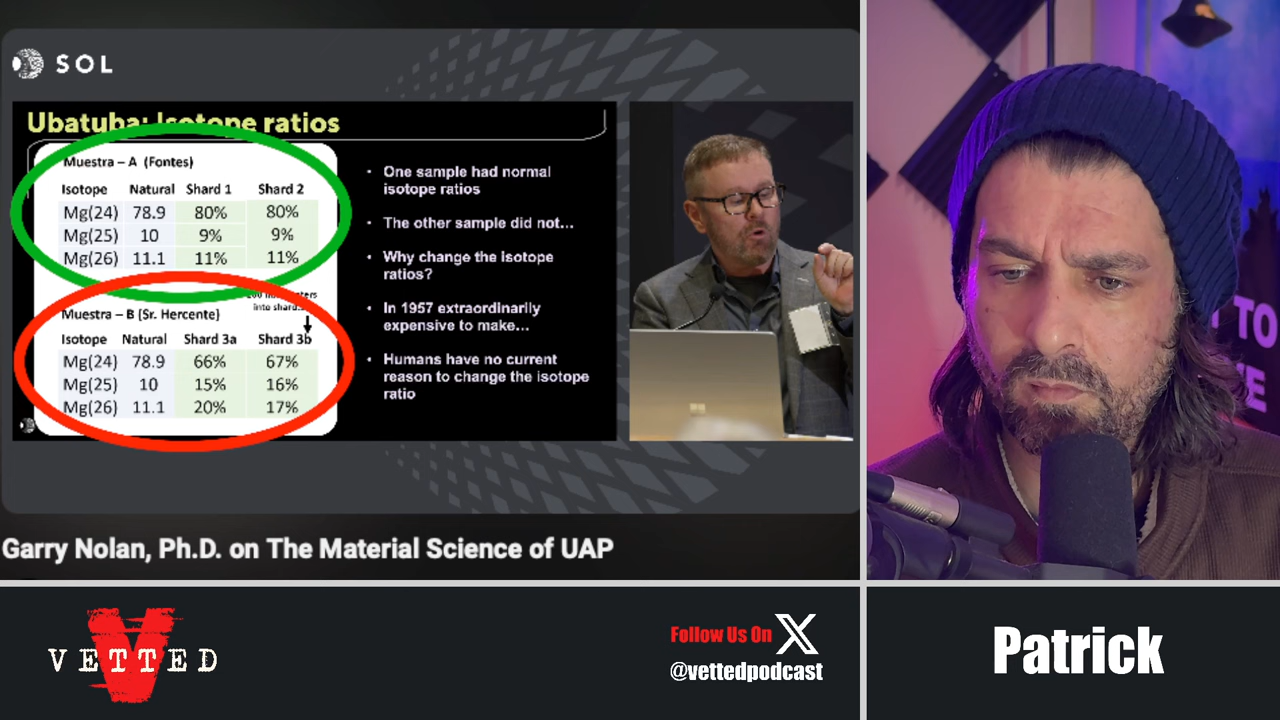 SOL
Ubatuba: Isotope ratios
Muestra – A (Fontes)
Isotope Natural Shard 1 Shard 2
Mg(24) 78.9 80% 80%
Mg(25) 10 9% 9%
Mg(26) 11.1 11% 11%
into shard...
Muestra – B (Sr. Hercente)
Isotope Natural Shard 3a Shard 3b
Mg(24) 78.9 66% 67%
Mg(25) 10 15% 16%
Mg(26) 11.1 20% 17%
• One sample had normal
isotope ratios
• The other sample did not...
• Why change the isotope
ratios?
• In 1957 extraordinarily
expensive to make...
• Humans have no current
reason to change the isotope
ratio
Garry Nolan, Ph.D. on The Material Science of UAP
TO
VETTED
Follow Us On X
@vettedpodcast
Patrick